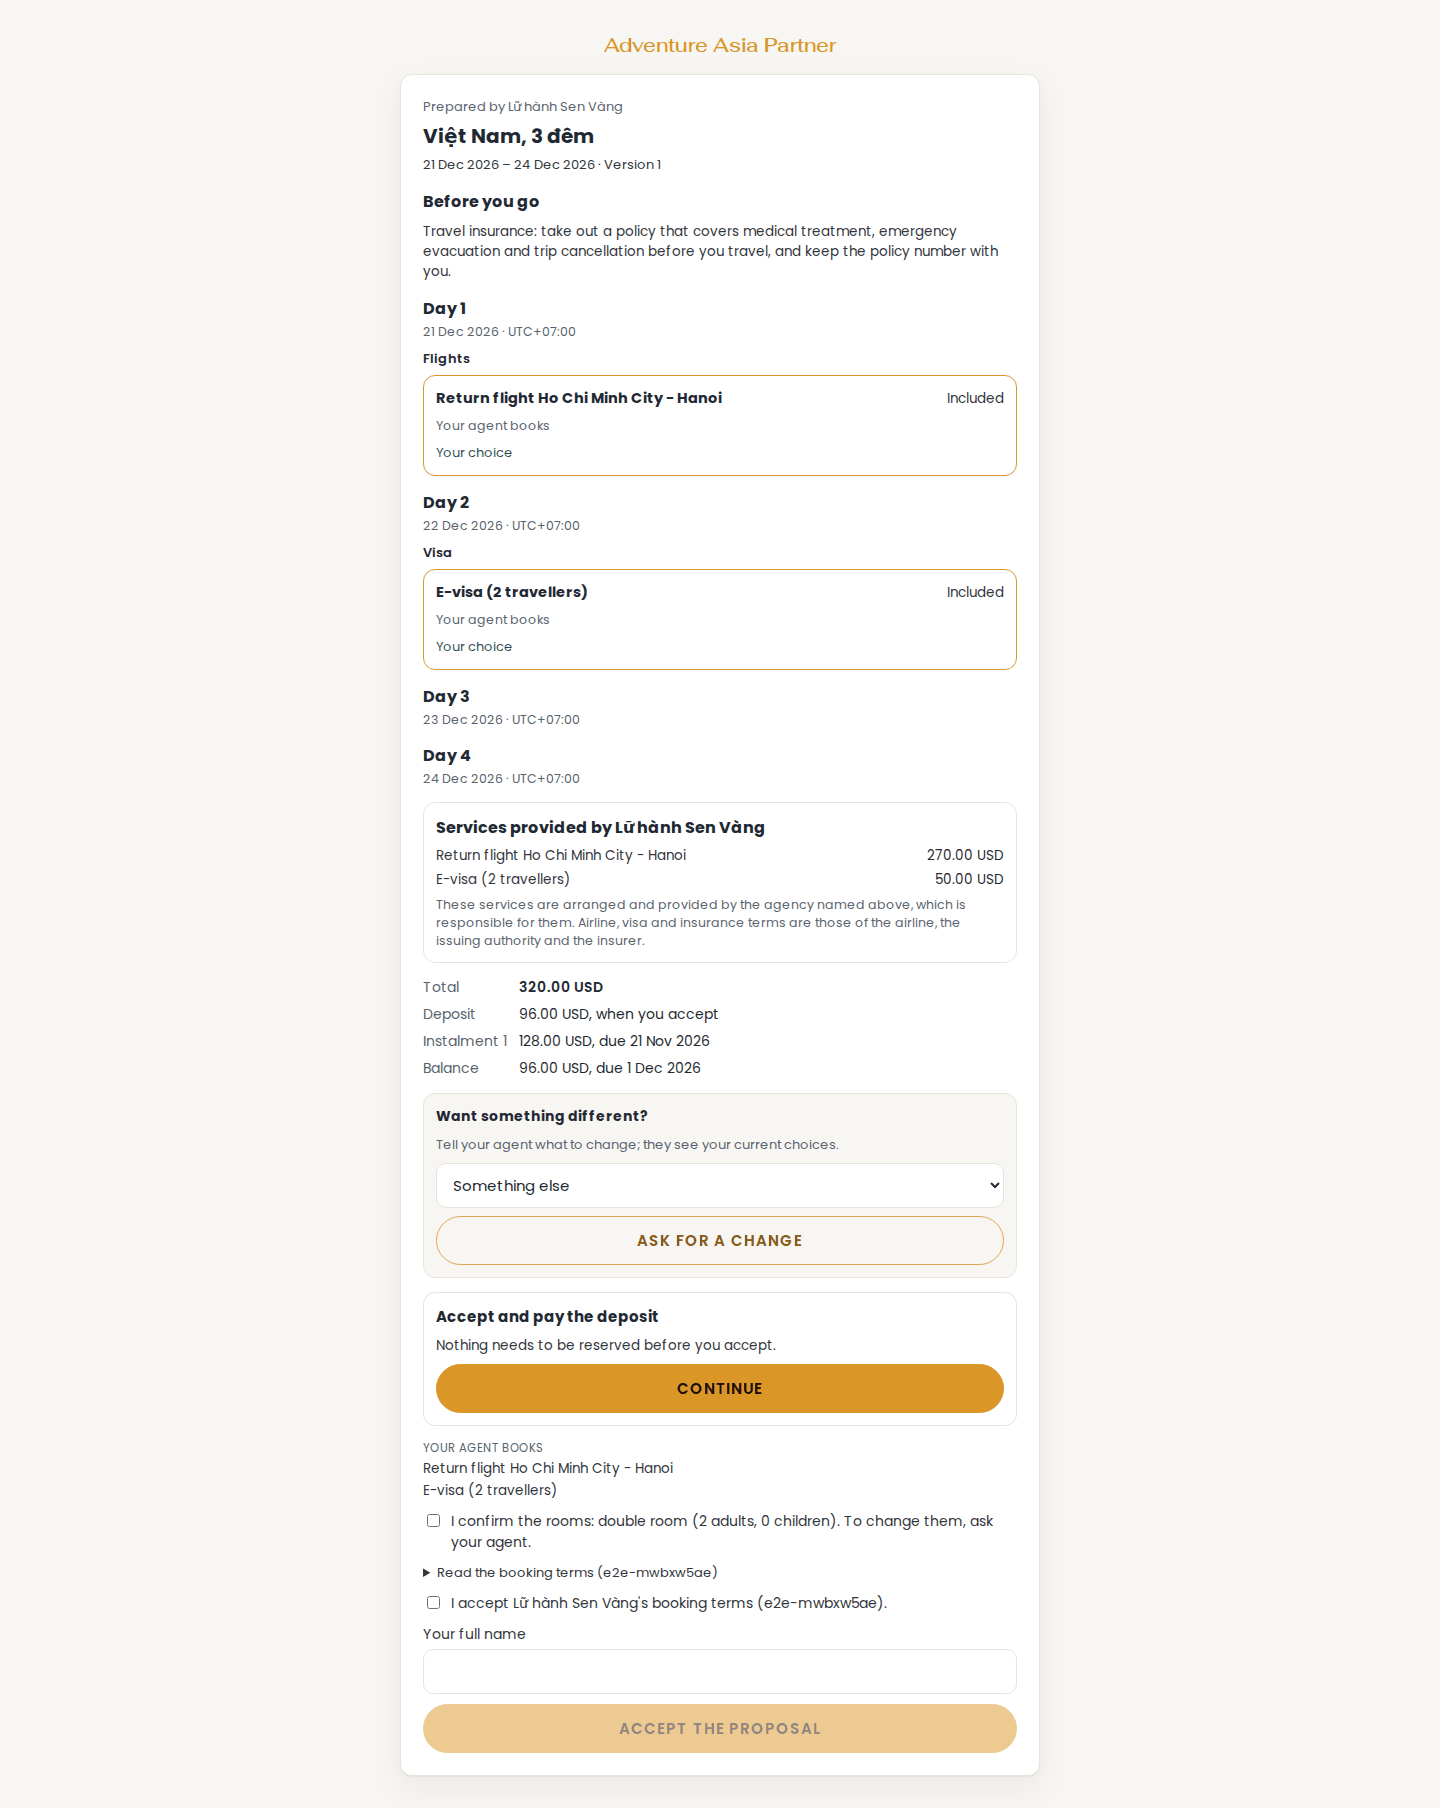 Adventure Asia Partner
Prepared by Lữ hành Sen Vàng
Việt Nam, 3 đêm
21 Dec 2026 – 24 Dec 2026 · Version 1
Before you go
Travel insurance: take out a policy that covers medical treatment, emergency
evacuation and trip cancellation before you travel, and keep the policy number with
you.
Day 1
21 Dec 2026 · UTC+07:00
Flights
Return flight Ho Chi Minh City - Hanoi Included
Your agent books
Your choice
Day 2
22 Dec 2026 · UTC+07:00
Visa
E-visa (2 travellers) Included
Your agent books
Your choice
Day 3
23 Dec 2026 · UTC+07:00
Day 4
24 Dec 2026 · UTC+07:00
Services provided by Lữ hành Sen Vàng
Return flight Ho Chi Minh City - Hanoi 270.00 USD
E-visa (2 travellers) 50.00 USD
These services are arranged and provided by the agency named above, which is
responsible for them. Airline, visa and insurance terms are those of the airline, the
issuing authority and the insurer.
Total 320.00 USD
Deposit 96.00 USD, when you accept
Instalment 1 128.00 USD, due 21 Nov 2026
Balance 96.00 USD, due 1 Dec 2026
Want something different?
Tell your agent what to change; they see your current choices.
Something else
ASK FOR A CHANGE
Accept and pay the deposit
Nothing needs to be reserved before you accept.
CONTINUE
YOUR AGENT BOOKS
Return flight Ho Chi Minh City - Hanoi
E-visa (2 travellers)
I confirm the rooms: double room (2 adults, 0 children). To change them, ask
your agent.
Read the booking terms (e2e-mwbxw5ae)
I accept Lữ hành Sen Vàng's booking terms (e2e-mwbxw5ae).
Your full name
ACCEPT THE PROPOSAL